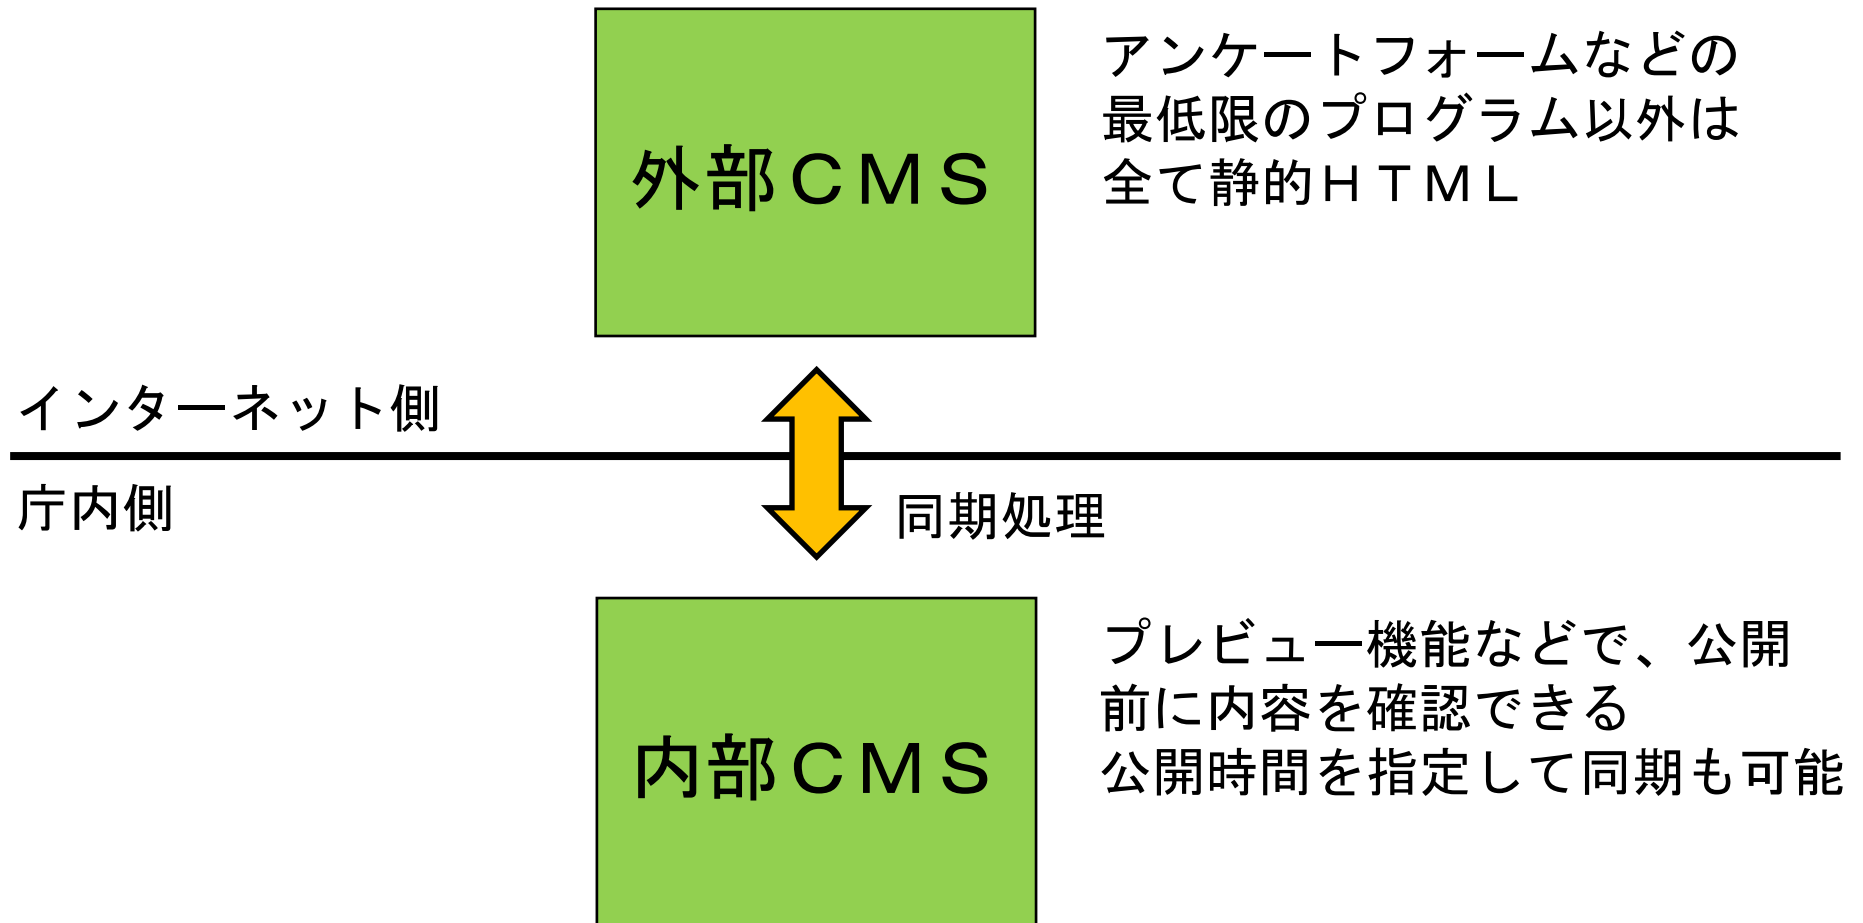 外部ＣＭＳ
アンケートフォームなどの
最低限のプログラム以外は
全て静的ＨＴＭＬ
インターネット側
庁内側
同期処理
内部ＣＭＳ
プレビュー機能などで、公開
前に内容を確認できる
公開時間を指定して同期も可能